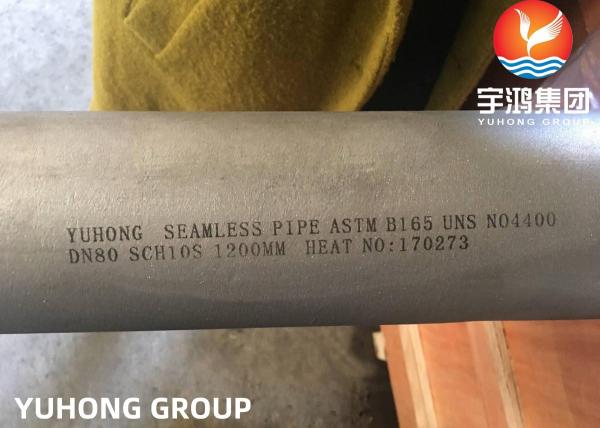 宇鸿集团
YUHONG GROUP
YUHONG SEAMLESS PIPE ASTM B165 UNS NO4400
DN80 SCH10S 1200MM HEAT NO:170273
YUHONG GROUP